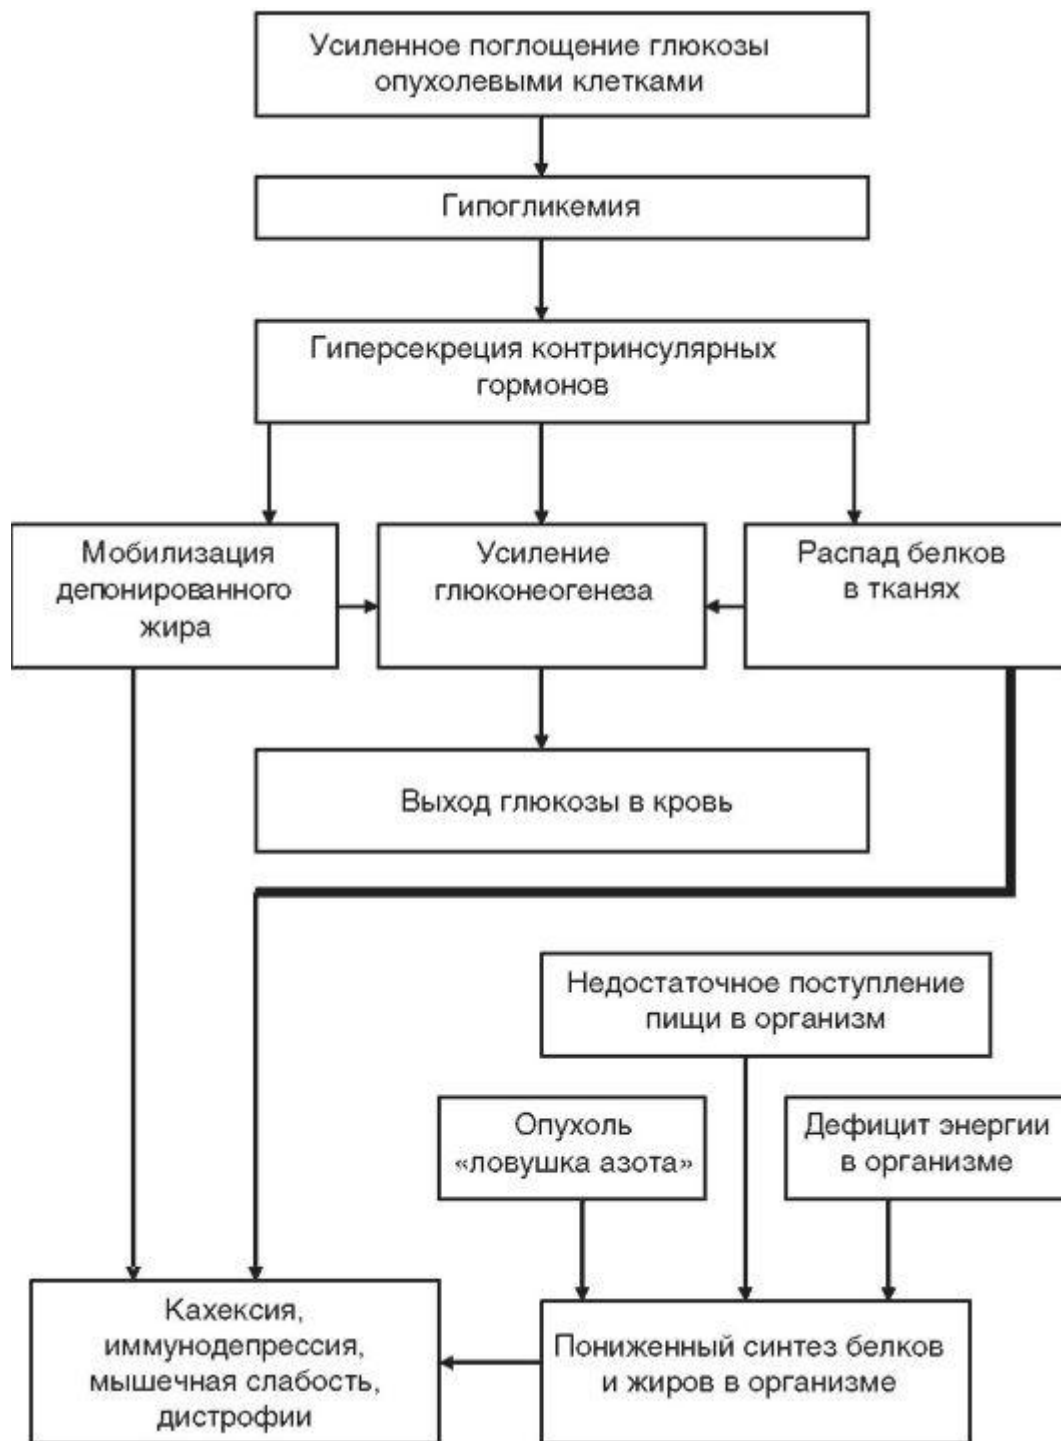 Усиленное поглощение глюкозы
опухолевыми клетками
Гипогликемия
Гиперсекреция контринсулярных
гормонов
Мобилизация
депонированного
жира
Усиление
глюконеогенеза
Распад белков
в тканях
Выход глюкозы в кровь
Недостаточное поступление
пищи в организм
Опухоль
«ловушка азота»
Дефицит энергии
в организме
Кахексия,
иммунодепрессия,
мышечная слабость,
дистрофии
Пониженный синтез белков
и жиров в организме